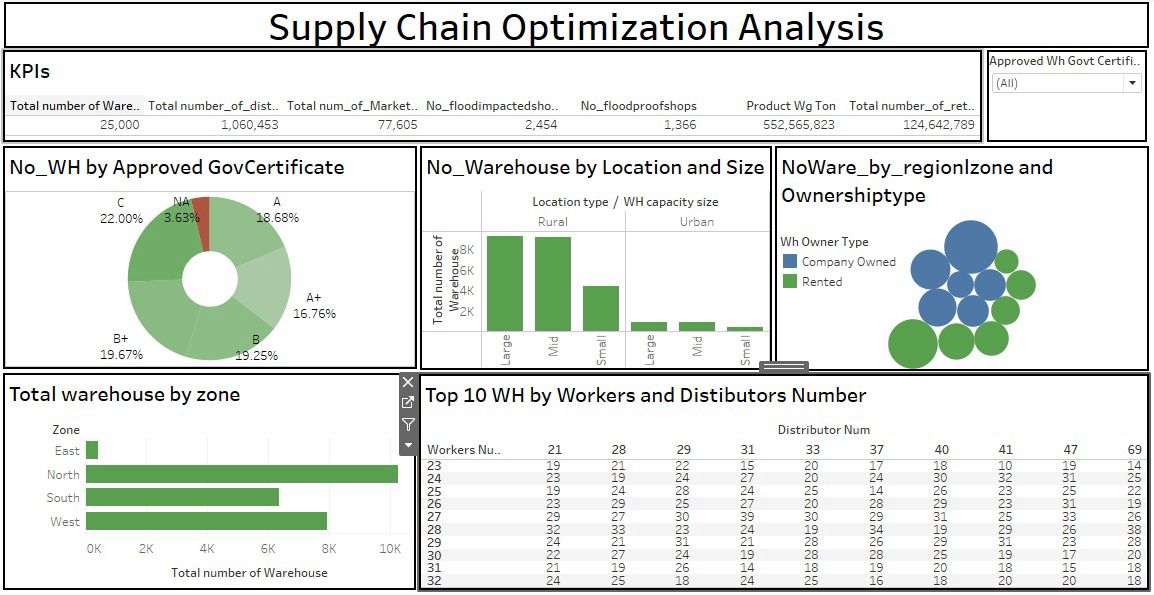 Supply Chain Optimization Analysis
KPIs
Total number of Ware.. Total number_of_dist.. Total num_of_Market.. No_floodimpactedsho.. No_floodproofshops Product Wg Ton Total number_of_ret..
25,000 1,060,453 77,605 2,454 1,366 552,565,823 124,642,789
Approved Wh Govt Certifi..
(All)
No_WH by Approved GovCertificate
C
22.00%
NA
3.63%
A
18.68%
A+
16.76%
B+
19.67%
B
19.25%
No_Warehouse by Location and Size
Location type / WH capacity size
Rural Urban
Total number of
Warehouse
8K
6K
4K
2K
Large Mid Small Large Mid Small
NoWare_by_regionlzone and
Ownershiptype
Wh Owner Type
Company Owned
Rented
Total warehouse by zone
Zone
East
North
South
West
0K 2K 4K 6K 8K 10K
Total number of Warehouse
Top 10 WH by Workers and Distibutors Number
Distributor Num
Workers Nu.. 21 28 29 31 33 37 40 41 47 69
23 19 21 22 15 20 17 18 10 19 14
24 23 19 24 27 20 24 30 32 31 25
25 19 24 28 24 25 14 26 23 25 22
26 23 29 25 27 20 28 29 23 31 19
27 29 27 30 39 30 29 31 25 33 26
28 32 33 23 24 19 34 19 29 26 38
29 24 21 31 21 28 26 29 31 23 28
30 22 27 24 19 28 28 25 19 17 20
31 21 19 26 14 18 19 20 18 15 18
32 24 25 18 24 25 16 18 20 20 18